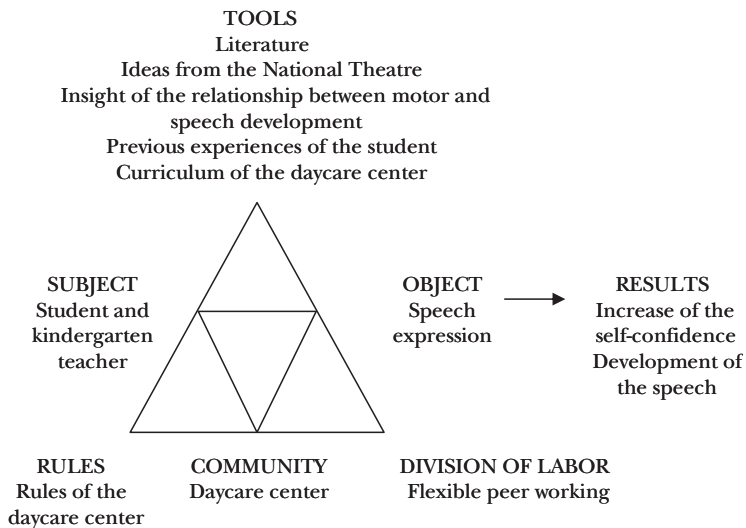 TOOLS
Literature
Ideas from the National Theatre
Insight of the relationship between motor and
speech development
Previous experiences of the student
Curriculum of the daycare center
SUBJECT
Student and
kindergarten
teacher
OBJECT
Speech
expression
RESULTS
Increase of the
self-confidence
Development of
the speech
RULES
Rules of the
daycare center
COMMUNITY
Daycare center
DIVISION OF LABOR
Flexible peer working